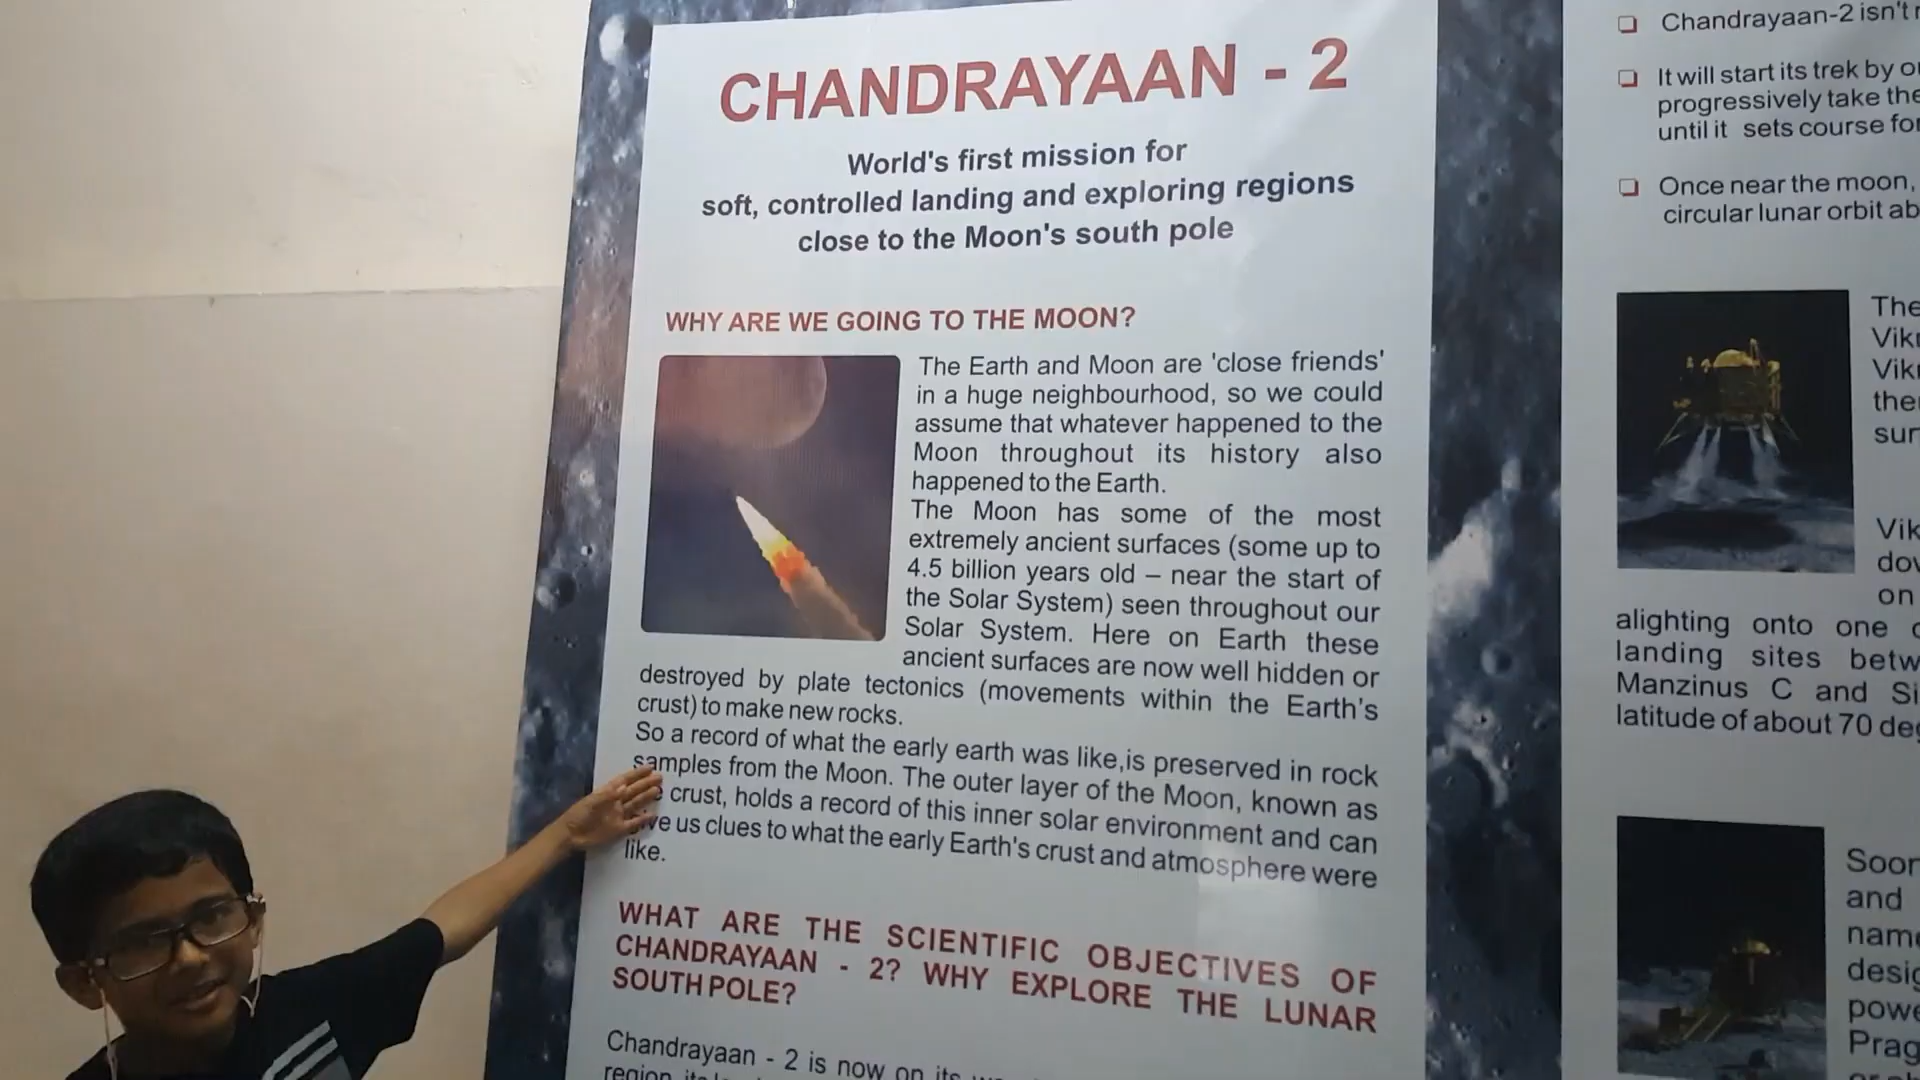 CHANDRAYAAN - 2
World's first mission for
soft, controlled landing and exploring regions
close to the Moon's south pole
WHY ARE WE GOING TO THE MOON?
The Earth and Moon are 'close friends'
in a huge neighbourhood, so we could
assume that whatever happened to the
Moon throughout its history also
happened to the Earth.
The Moon has some of the most
extremely ancient surfaces (some up to
4.5 billion years old – near the start of
the Solar System) seen throughout our
Solar System. Here on Earth these
ancient surfaces are now well hidden or
destroyed by plate tectonics (movements within the Earth's
crust) to make new rocks.
So a record of what the early earth was like,is preserved in rock
samples from the Moon. The outer layer of the Moon, known as
crust, holds a record of this inner solar environment and can
us clues to what the early Earth's crust and atmosphere were
like.
WHAT ARE THE SCIENTIFIC OBJECTIVES OF
CHANDRAYAAN - 2? WHY EXPLORE THE LUNAR
SOUTH POLE?
Chandrayaan - 2 is now on its
region
Chandrayaan-2 isn't
It will start its trek by
progressively take the
until it sets course for
Once near the moon,
circular lunar orbit
The
sur
on
alighting onto one
landing sites
Manzinus C and
latitude of about 70
Soon
and